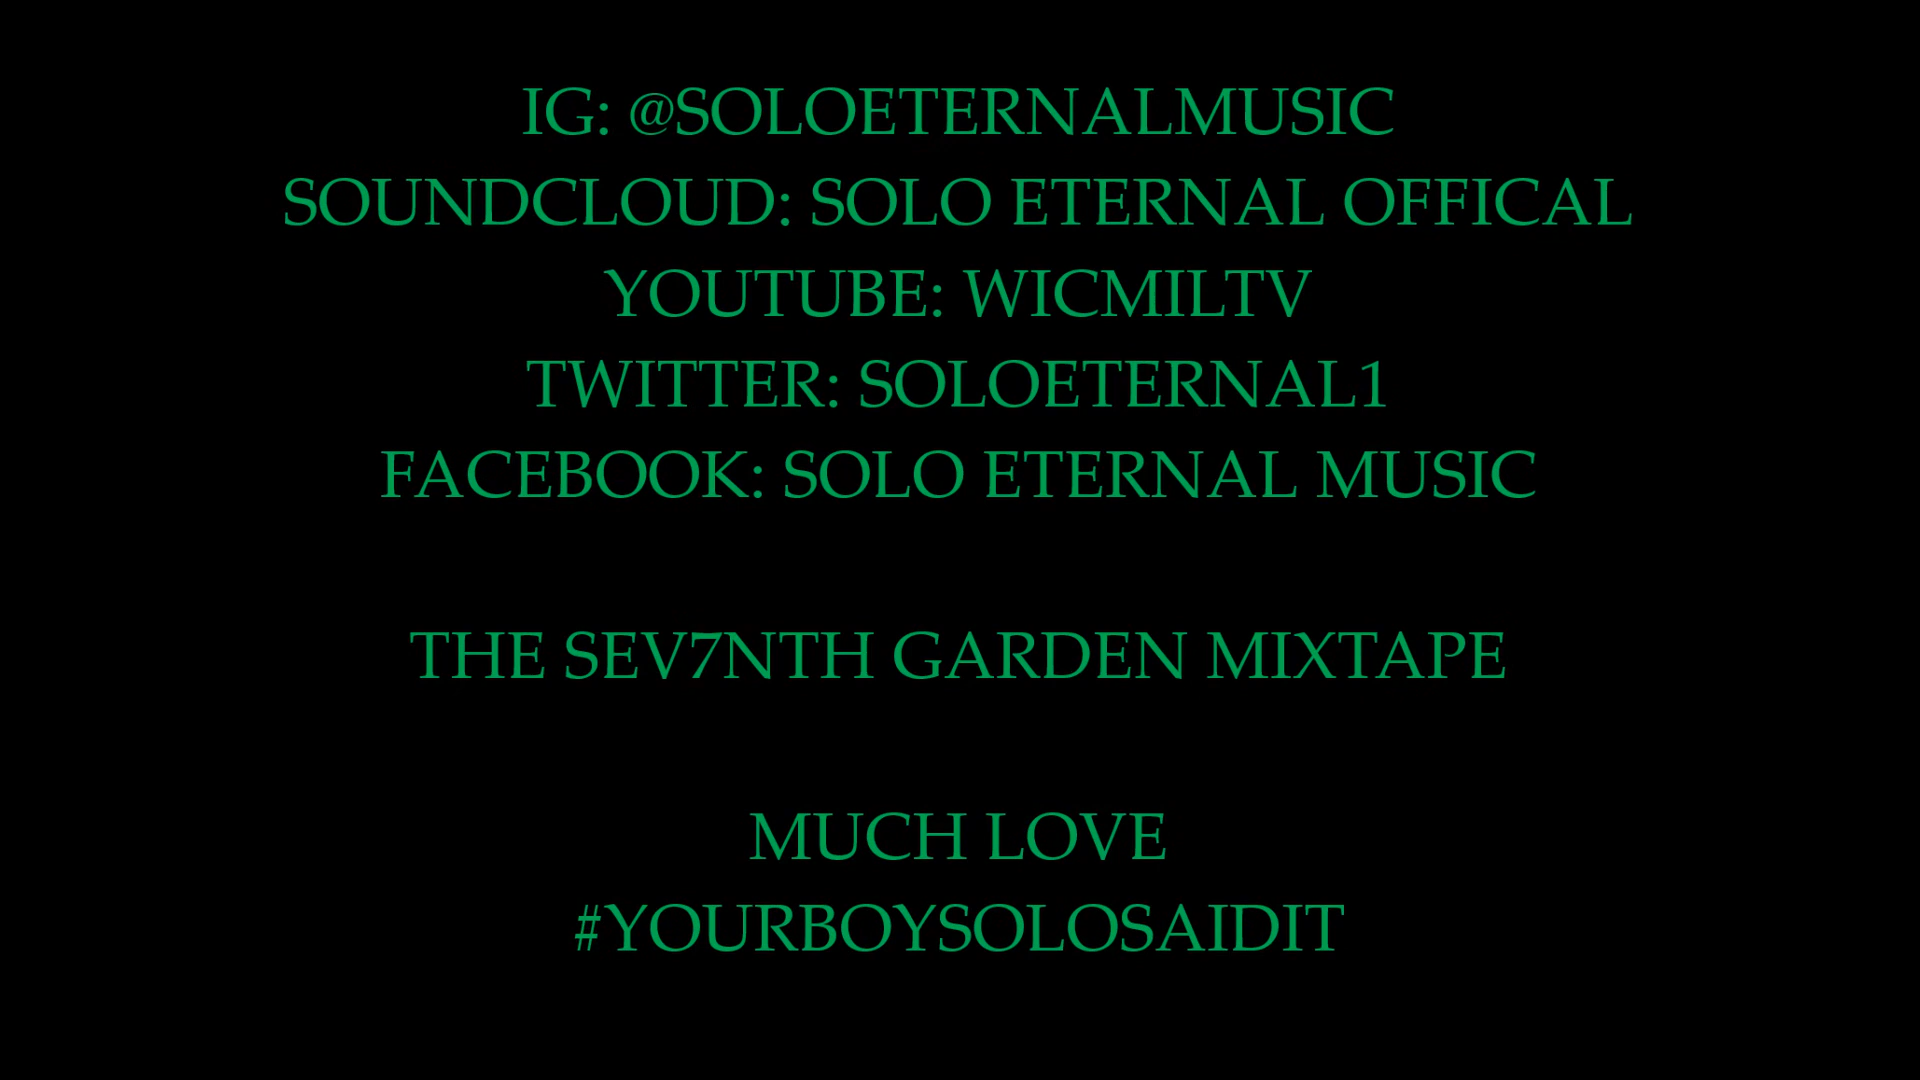 IG: @SOLOETERNALMUSIC
SOUNDCLOUD: SOLO ETERNAL OFFICAL
YOUTUBE: WICMILTV
TWITTER: SOLOETERNAL1
FACEBOOK: SOLO ETERNAL MUSIC
THE SEV7NTH GARDEN MIXTAPE
MUCH LOVE
#YOURBOYSOLOSAIDIT